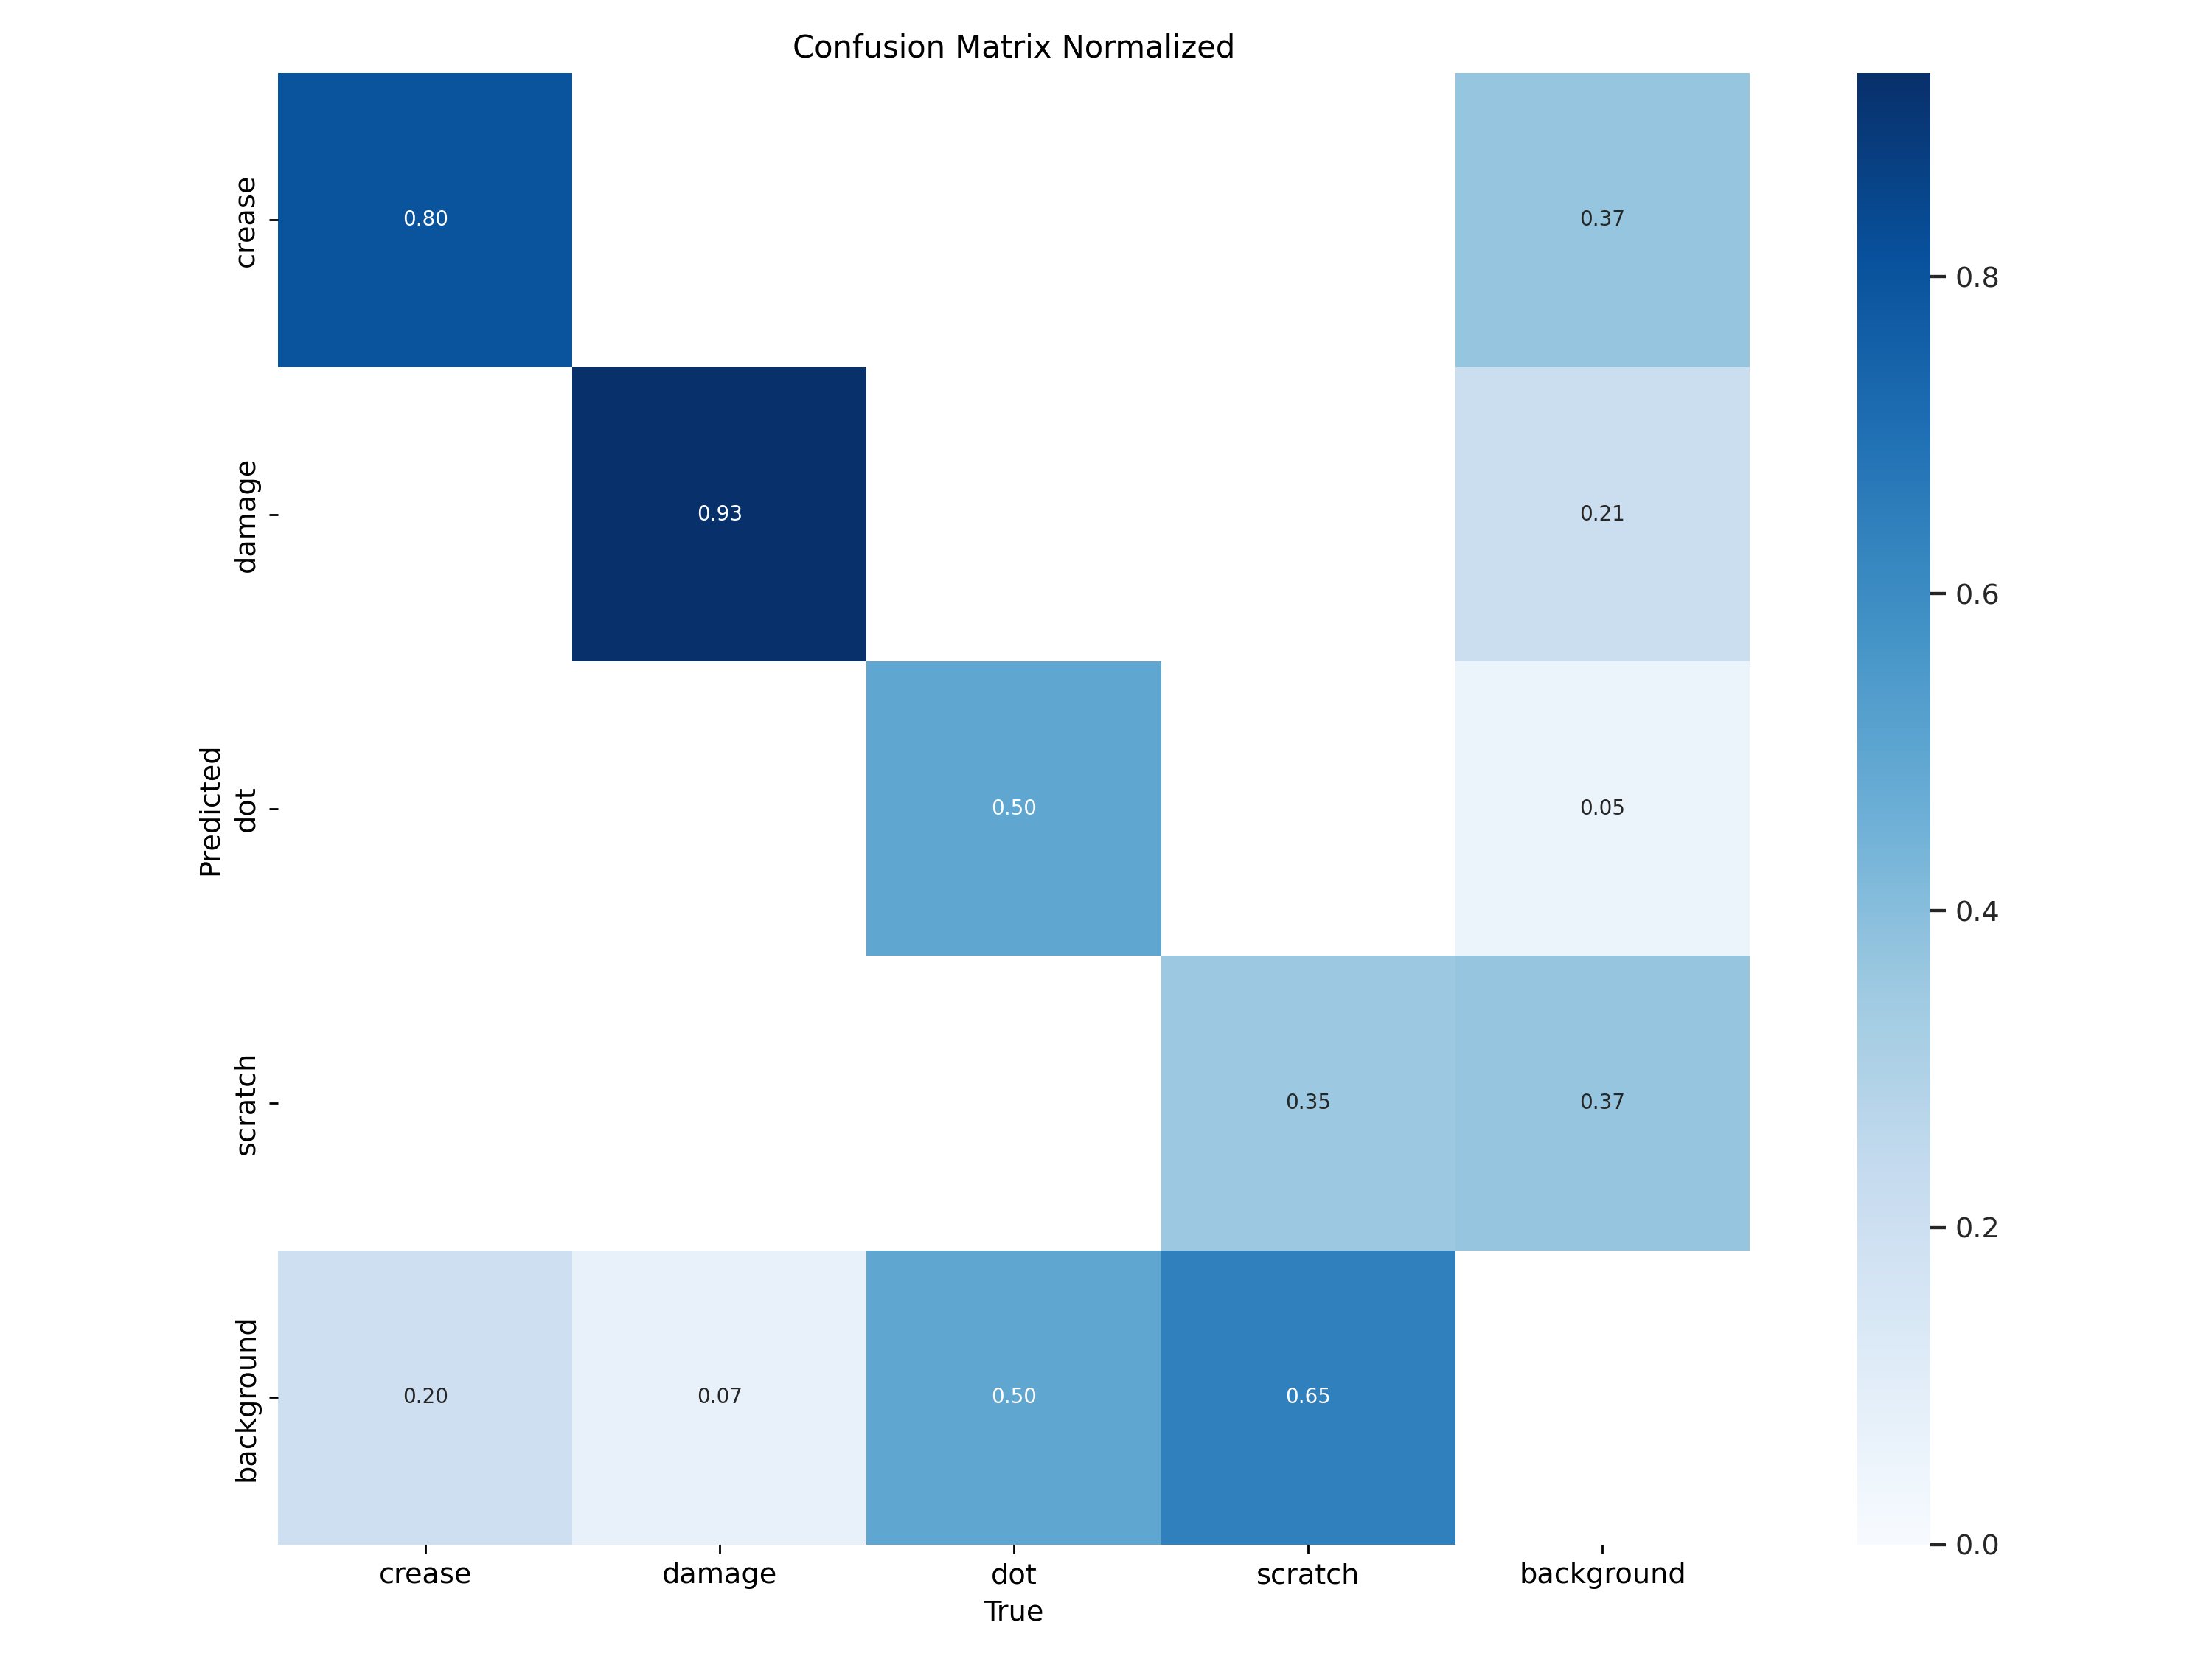 Confusion Matrix Normalized
crease
0.80
0.37
0.8
damage
0.93
0.21
0.6
Predicted
dot
0.50
0.05
0.4
scratch
0.35
0.37
0.2
background
0.20
0.07
0.50
0.65
0.0
crease
damage
dot
scratch
background
True